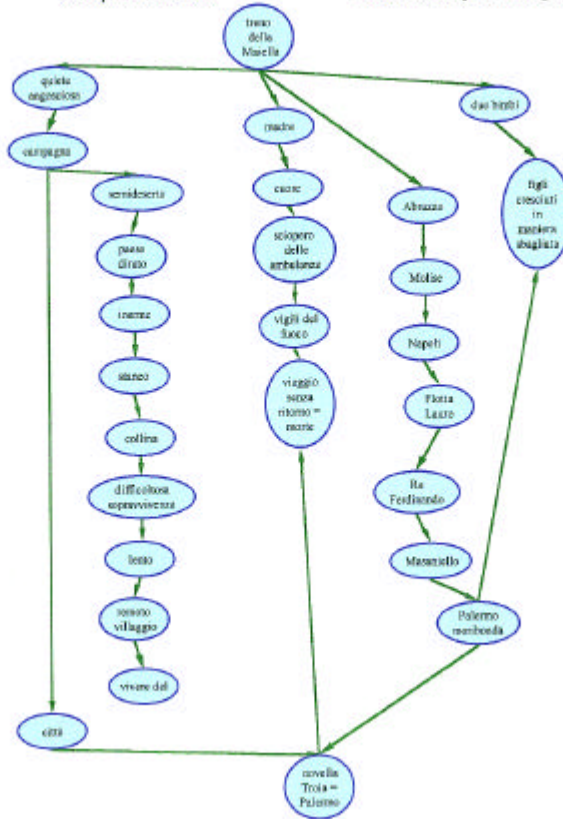 treno
della
Maiella
quiete
angosciosa
due bimbi
madre
campagna
figli
cresciuti
in
maniera
sbagliata
semideserta
cuore
Abruzzo
sciopero
delle
ambulanze
paese
dirato
Molise
inerme
vigili del
fuoco
Napoli
stanco
viaggio
senza
ritorno =
morte
Flotta
Lauro
collina
Re
Ferdinando
difficoltosa
sopravvivenza
lento
Masaniello
remoto
villaggio
Palermo
moribonda
vivere del
città
novella
Troia =
Palermo